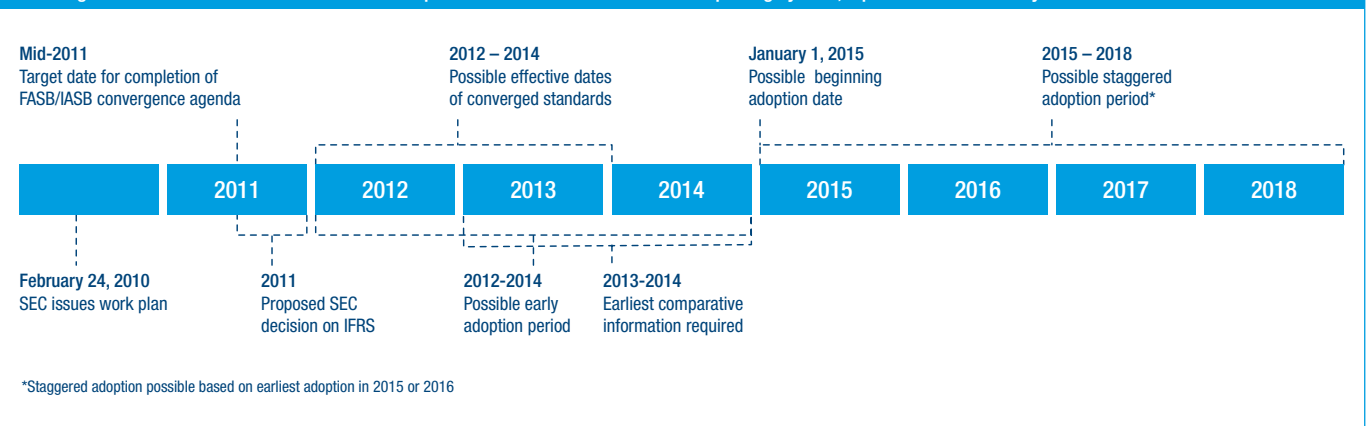 Mid-2011
Target date for completion of
FASB/IASB convergence agenda
2012 – 2014
Possible effective dates
of converged standards
January 1, 2015
Possible beginning
adoption date
2015 – 2018
Possible staggered
adoption period*
2011
2012
2013
2014
2015
2016
2017
2018
February 24, 2010
SEC issues work plan
2011
Proposed SEC
decision on IFRS
2012-2014
Possible early
adoption period
2013-2014
Earliest comparative
information required
*Staggered adoption possible based on earliest adoption in 2015 or 2016